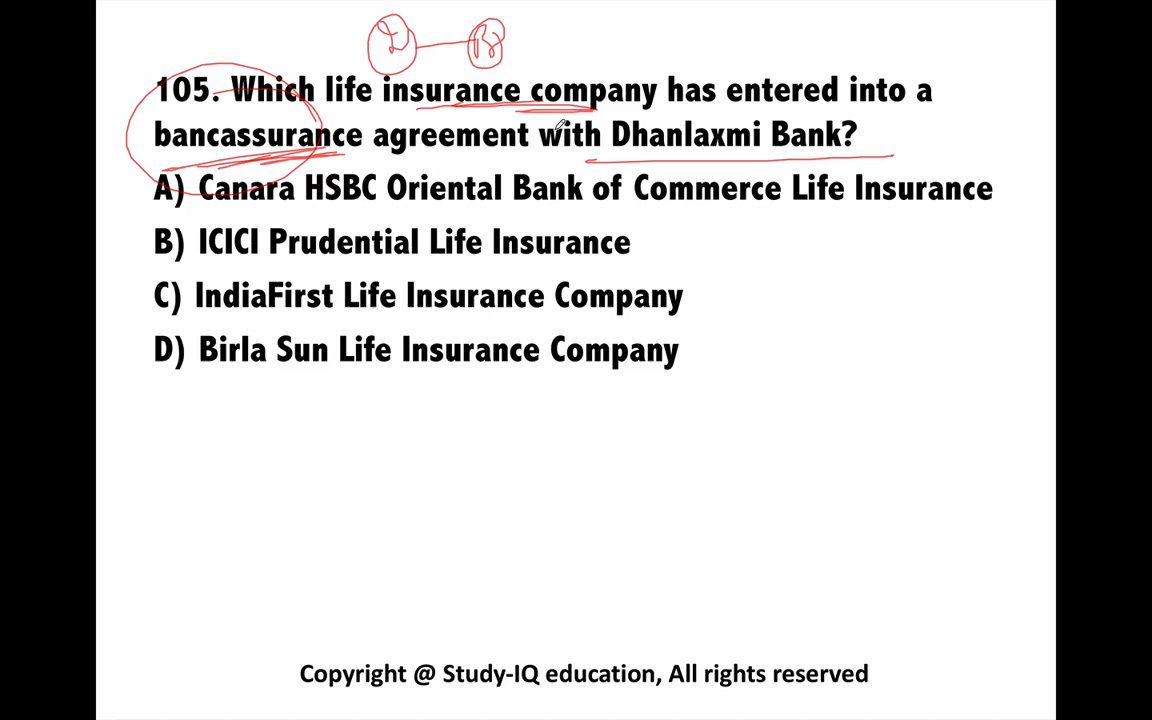 I B
105. Which life insurance company has entered into a
bancassurance agreement with Dhanlaxmi Bank?
A) Canara HSBC Oriental Bank of Commerce Life Insurance
B) ICICI Prudential Life Insurance
C) IndiaFirst Life Insurance Company
D) Birla Sun Life Insurance Company
Copyright @ Study-IQ education, All rights reserved